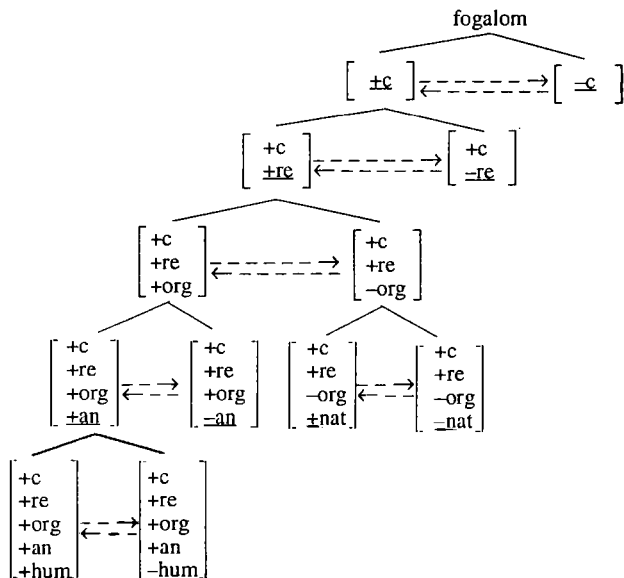 fogalom
+c
–c
+c
+re
+c
–re
+c
+re
+org
+c
+re
–org
+c
+re
+org
+an
+c
+re
+org
–an
+c
+re
–org
+nat
+c
+re
–org
–nat
+c
+re
+org
+an
+hum
+c
+re
+org
+an
–hum